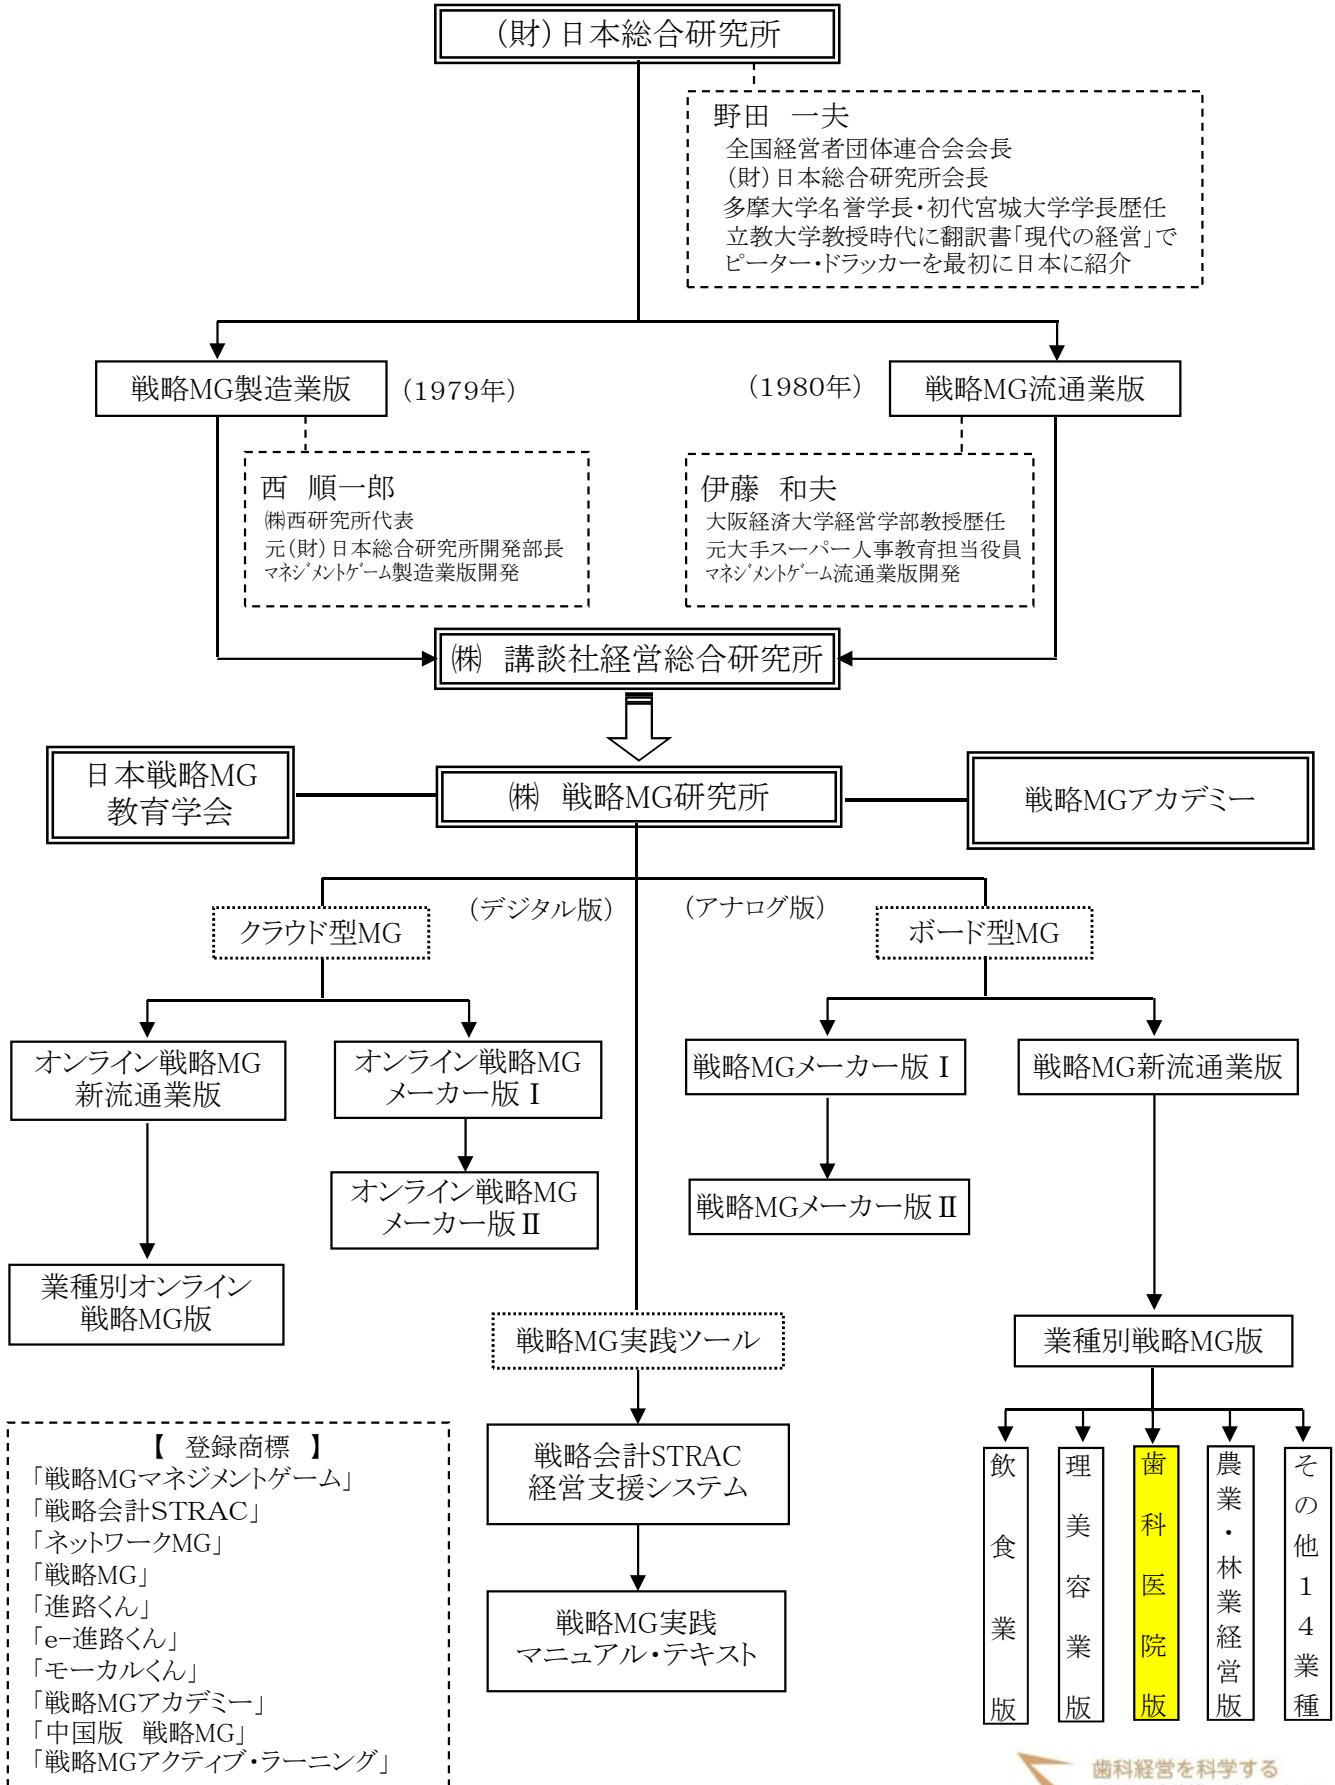 (財)日本総合研究所
野田　一夫
全国経営者団体連合会会長
(財)日本総合研究所会長
多摩大学名誉学長・初代宮城大学学長歴任
立教大学教授時代に翻訳書「現代の経営」で
ピーター・ドラッカーを最初に日本に紹介
戦略MG製造業版
(1979年)
(1980年)
戦略MG流通業版
西　順一郎
㈱西研究所代表
元(財)日本総合研究所開発部長
マネジメントゲーム製造業版開発
伊藤　和夫
大阪経済大学経営学部教授歴任
元大手スーパー人事教育担当役員
マネジメントゲーム流通業版開発
㈱　講談社経営総合研究所
日本戦略MG
教育学会
㈱　戦略MG研究所
戦略MGアカデミー
(デジタル版)
(アナログ版)
クラウド型MG
ボード型MG
オンライン戦略MG
新流通業版
オンライン戦略MG
メーカー版Ⅰ
戦略MGメーカー版Ⅰ
戦略MG新流通業版
オンライン戦略MG
メーカー版Ⅱ
戦略MGメーカー版Ⅱ
業種別オンライン
戦略MG版
戦略MG実践ツール
業種別戦略MG版
戦略会計STRAC
経営支援システム
戦略MG実践
マニュアル・テキスト
飲食業版
理美容業版
歯科医院版
農業・林業経営版
その他14業種
【　登録商標　】
「戦略MGマネジメントゲーム」
「戦略会計STRAC」
「ネットワークMG」
「戦略MG」
「進路くん」
「e-進路くん」
「モーカルくん」
「戦略MGアカデミー」
「中国版　戦略MG」
「戦略MGアクティブ・ラーニング」
歯科経営を科学する